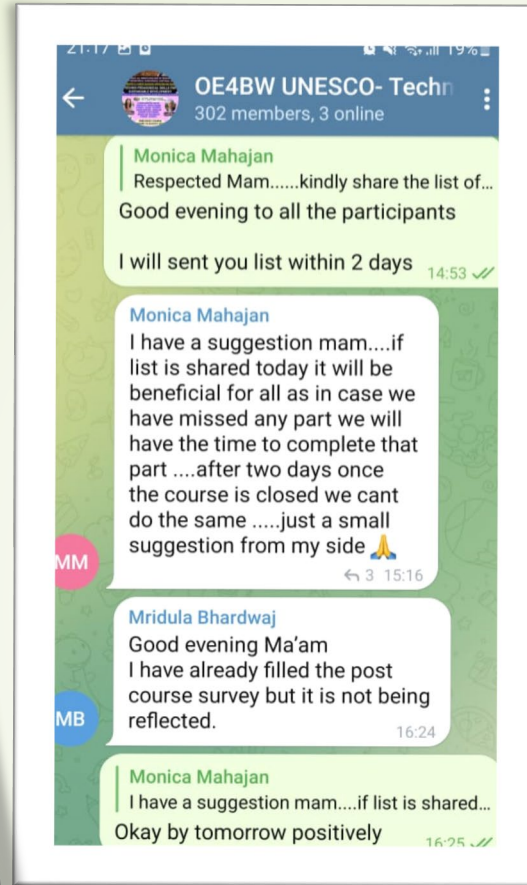 21:17
19%
OE4BW UNESCO- Techn
302 members, 3 online
Monica Mahajan
Respected Mam......kindly share the list of...
Good evening to all the participants
I will sent you list within 2 days
14:53
Monica Mahajan
I have a suggestion mam....if
list is shared today it will be
beneficial for all as in case we
have missed any part we will
have the time to complete that
part ....after two days once
the course is closed we cant
do the same .....just a small
suggestion from my side 🙏
MM
3 15:16
Mridula Bhardwaj
Good evening Ma'am
I have already filled the post
course survey but it is not being
reflected.
MB
16:24
Monica Mahajan
I have a suggestion mam....if list is shared...
Okay by tomorrow positively
16:25